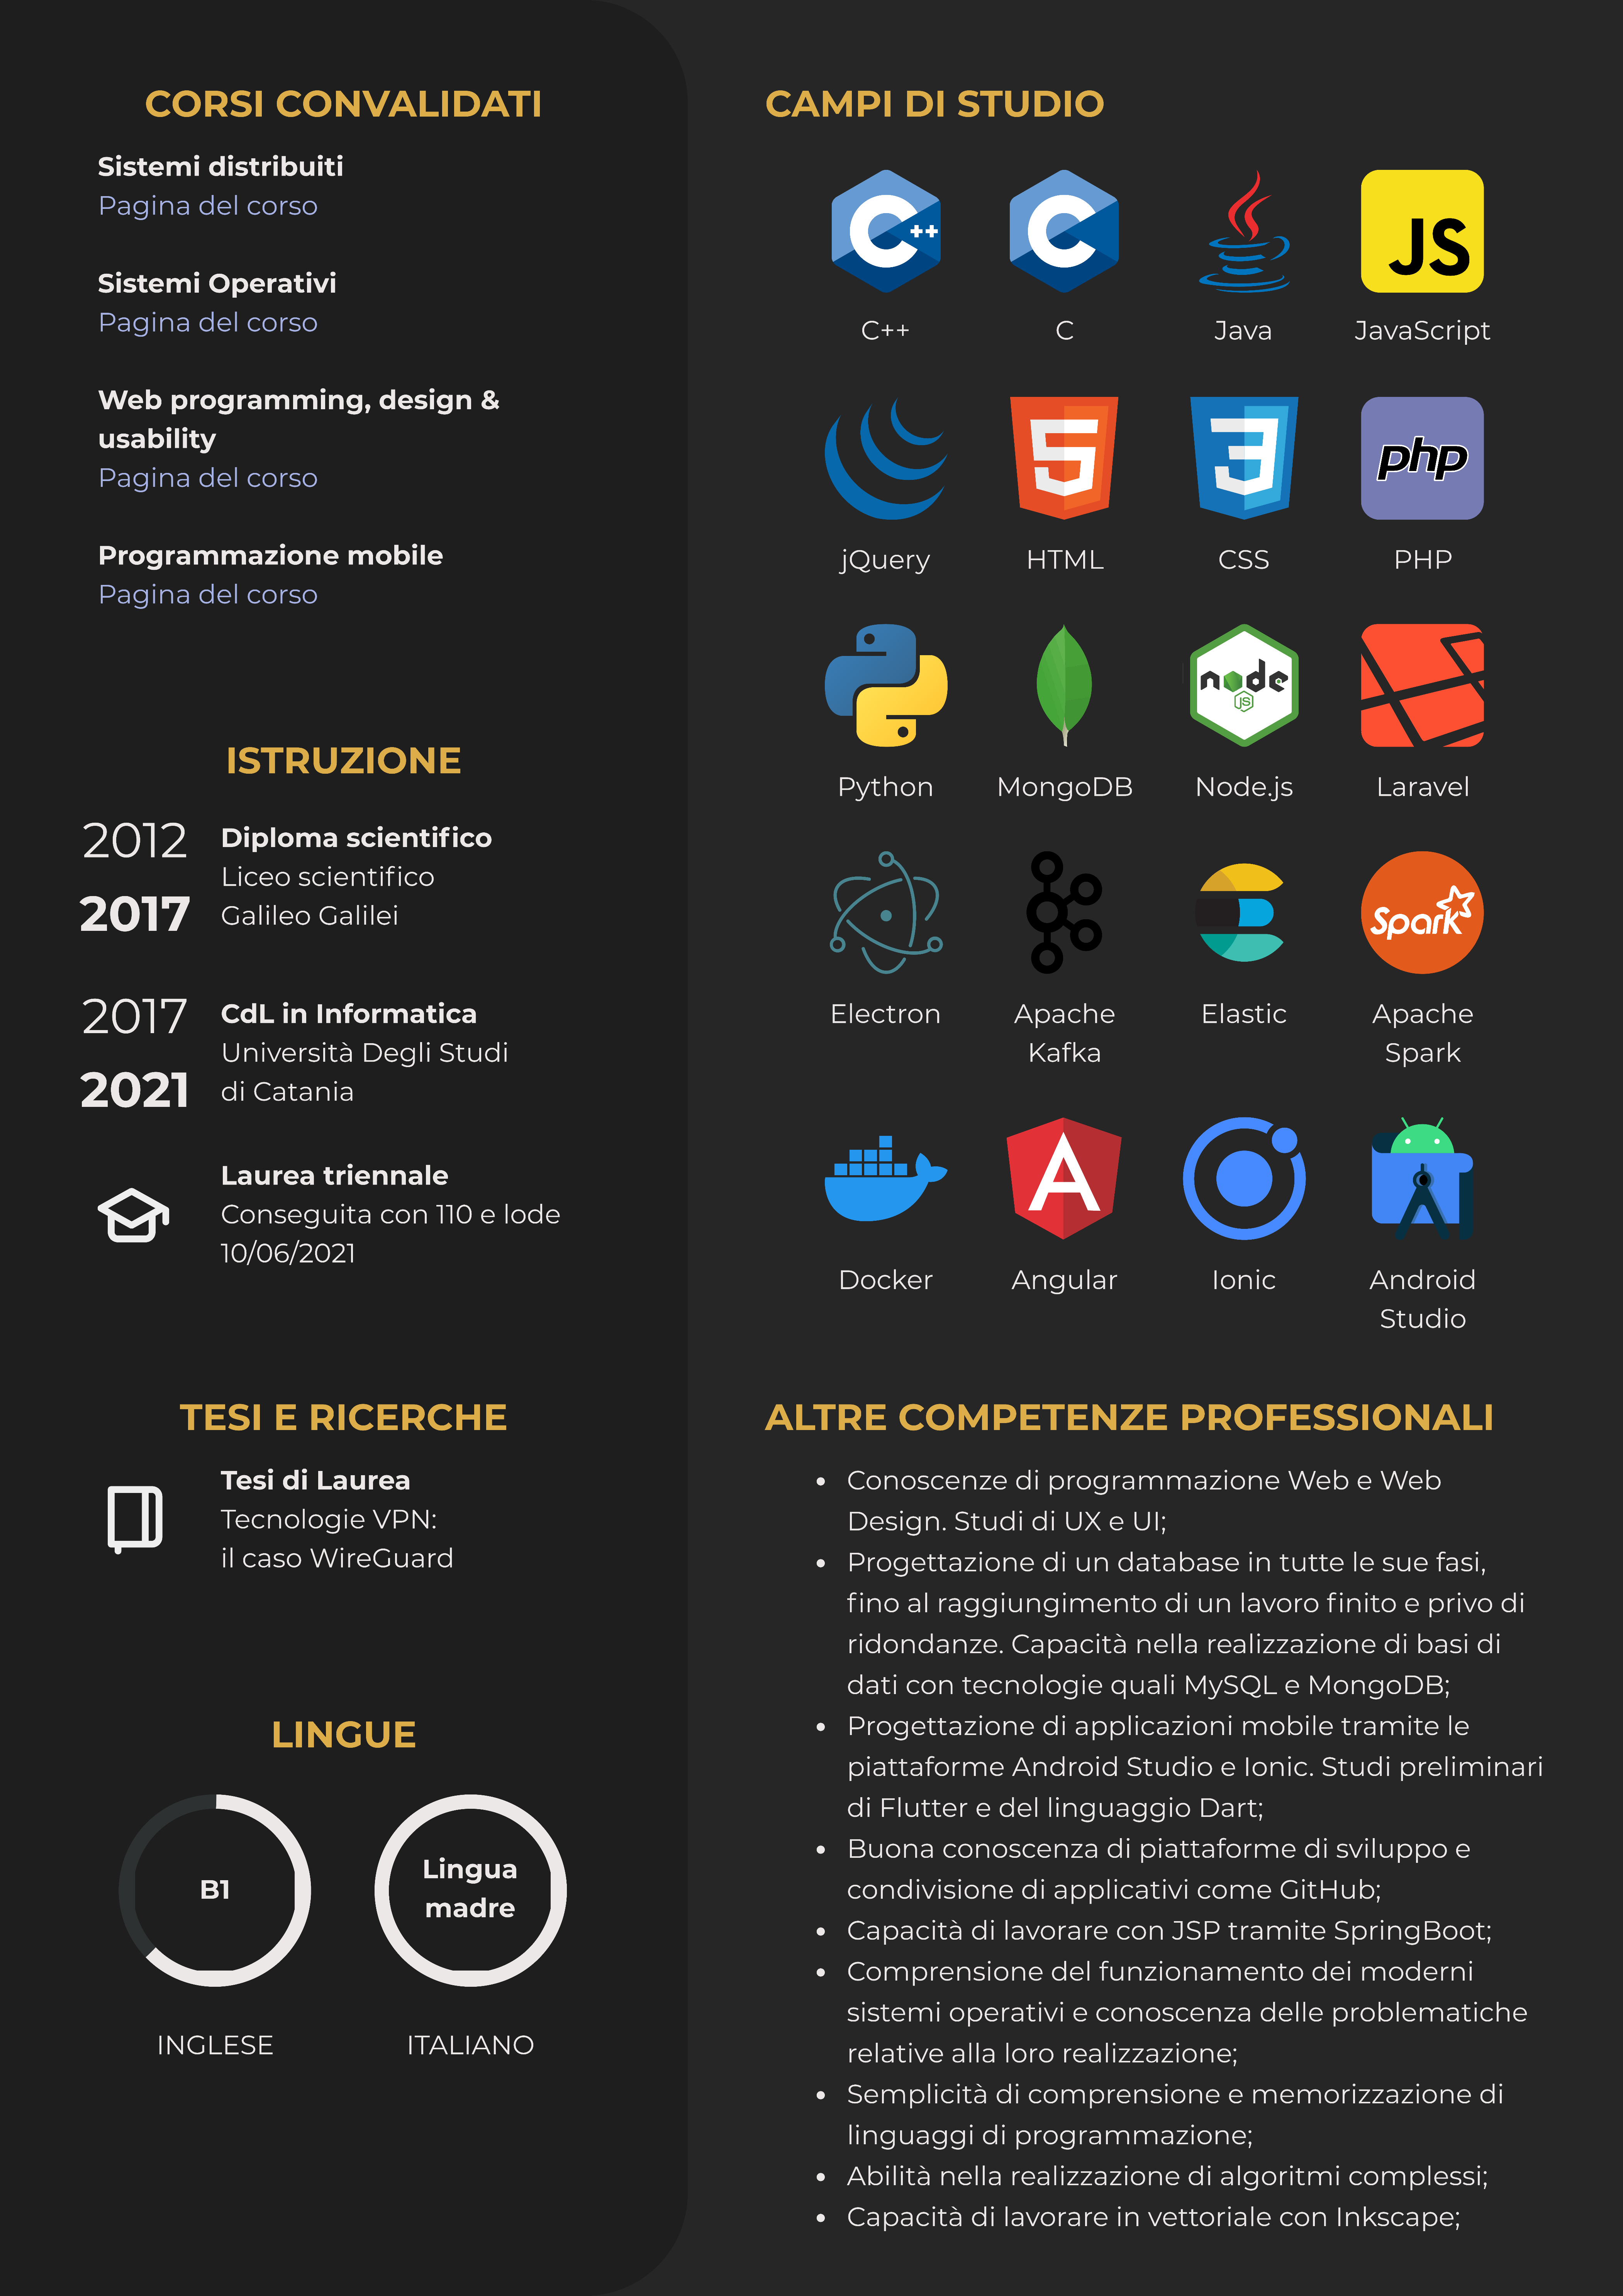 CORSI CONVALIDATI
Sistemi distribuiti
Pagina del corso
Sistemi Operativi
Pagina del corso
Web programming, design &
usability
Pagina del corso
Programmazione mobile
Pagina del corso
ISTRUZIONE
2012
2017
Diploma scientifico
Liceo scientifico
Galileo Galilei
2017
2021
CdL in Informatica
Università Degli Studi
di Catania
Laurea triennale
Conseguita con 110 e lode
10/06/2021
TESI E RICERCHE
Tesi di Laurea
Tecnologie VPN:
il caso WireGuard
LINGUE
B1
INGLESE
Lingua
madre
ITALIANO
CAMPI DI STUDIO
C++
C
JS
C++
C
Java
JavaScript
5
3
php
jQuery
HTML
CSS
PHP
node
JS
Python
MongoDB
Node.js
Laravel
Spark
Electron
Apache
Kafka
Elastic
Apache
Spark
A
Docker
Angular
Ionic
Android
Studio
ALTRE COMPETENZE PROFESSIONALI
• Conoscenze di programmazione Web e Web
Design. Studi di UX e UI;
• Progettazione di un database in tutte le sue fasi,
fino al raggiungimento di un lavoro finito e privo di
ridondanze. Capacità nella realizzazione di basi di
dati con tecnologie quali MySQL e MongoDB;
• Progettazione di applicazioni mobile tramite le
piattaforme Android Studio e Ionic. Studi preliminari
di Flutter e del linguaggio Dart;
• Buona conoscenza di piattaforme di sviluppo e
condivisione di applicativi come GitHub;
• Capacità di lavorare con JSP tramite SpringBoot;
• Comprensione del funzionamento dei moderni
sistemi operativi e conoscenza delle problematiche
relative alla loro realizzazione;
• Semplicità di comprensione e memorizzazione di
linguaggi di programmazione;
• Abilità nella realizzazione di algoritmi complessi;
• Capacità di lavorare in vettoriale con Inkscape;